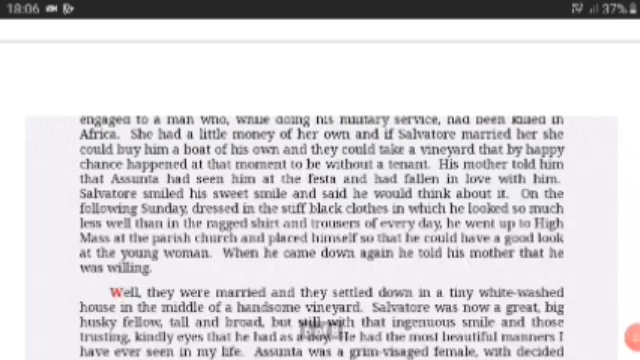 18:06
37%
engaged to a man who, while doing his military service, had been killed in
Africa. She had a little money of her own and if Salvatore married her she
could buy him a boat of his own and they could take a vineyard that by happy
chance happened at that moment to be without a tenant. His mother told him
that Assunta had seen him at the festa and had fallen in love with him.
Salvatore smiled his sweet smile and said he would think about it. On the
following Sunday, dressed in the stiff black clothes in which he looked so much
less well than in the ragged shirt and trousers of every day, he went up to High
Mass at the parish church and placed himself so that he could have a good look
at the young woman. When he came down again he told his mother that he
was willing.
Well, they were married and they settled down in a tiny white-washed
house in the middle of a handsome vineyard. Salvatore was now a great, big
husky fellow, tall and broad, but still with that ingenuous smile and those
trusting, kindly eyes that he had as a boy. He had the most beautiful manners I
have ever seen in my life. Assunta was a grim-visaged female, with decided